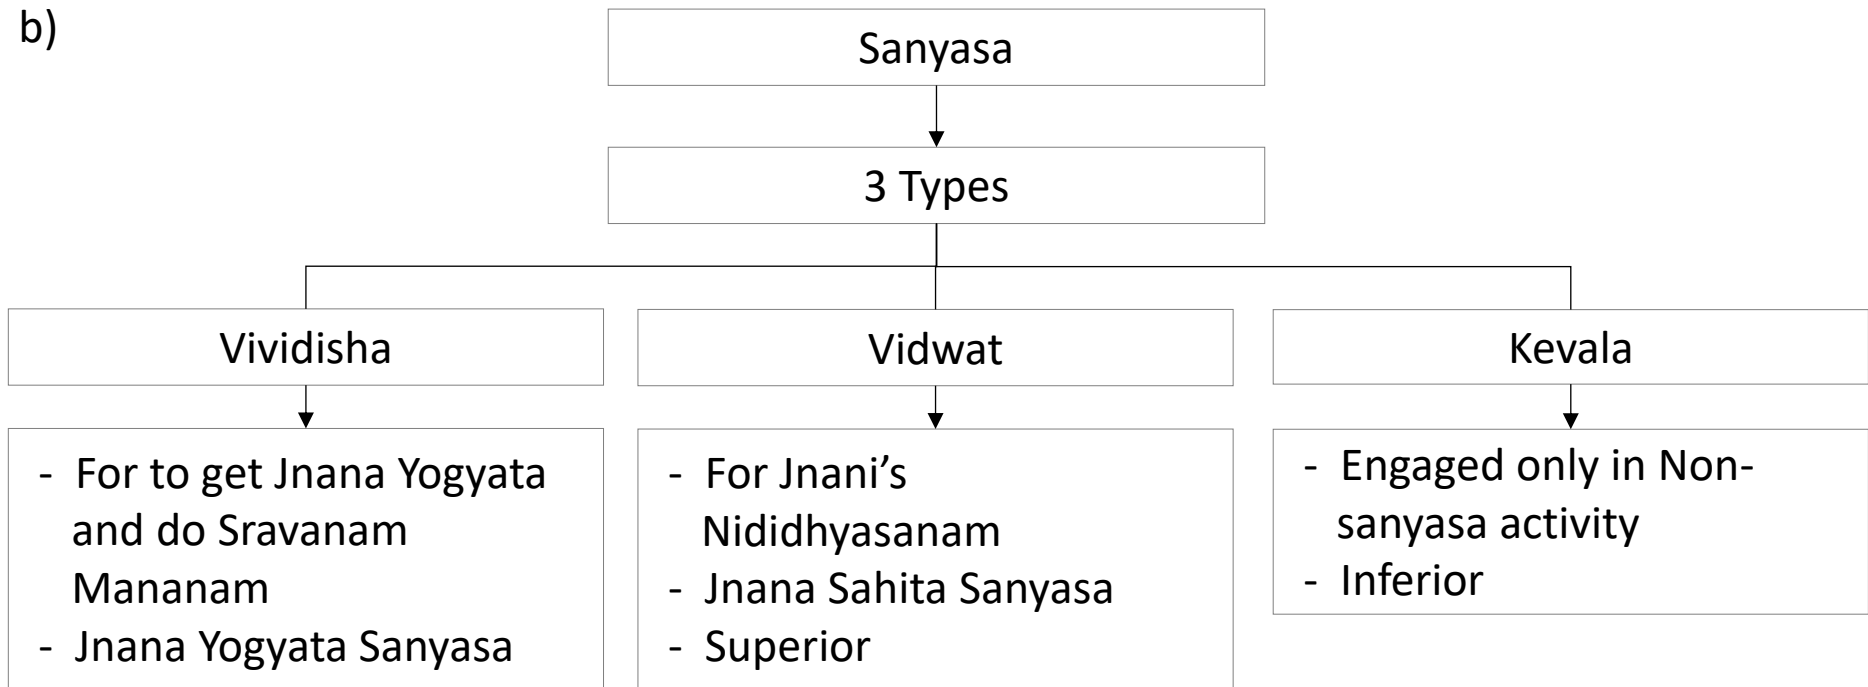 b)
Sanyasa
3 Types
Vividisha
Vidwat
Kevala
- For to get Jnana Yogyata
and do Sravanam
Mananam
- Jnana Yogyata Sanyasa
- For Jnani’s
Nididhyasanam
- Jnana Sahita Sanyasa
- Superior
- Engaged only in Non-
sanyasa activity
- Inferior